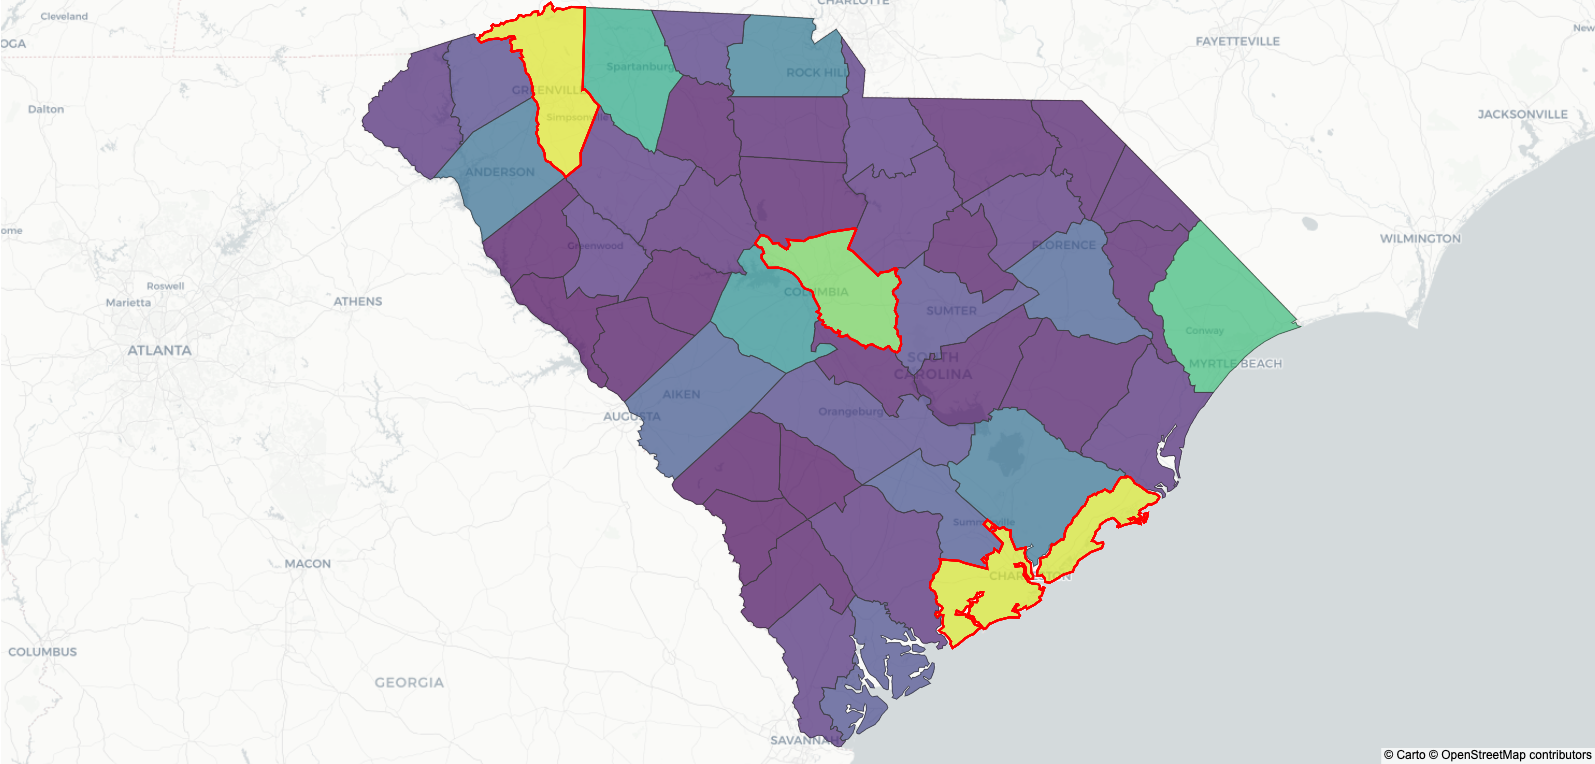 CHARLOTTE
Cleveland
New
OGA
FAYETTEVILLE
Spartanburg
ROCK HILL
GREENVILLE
Dalton
JACKSONVILLE
Simpsonville
ANDERSON
ome
WILMINGTON
Greenwood
FLORENCE
Roswell
COLUMBIA
Marietta
ATHENS
SUMTER
Conway
ATLANTA
SOUTH
CAROLINA
MYRTLE BEACH
AIKEN
AUGUSTA
Orangeburg
Summerville
MACON
CHARLESTON
COLUMBUS
GEORGIA
SAVANNAH
© Carto © OpenStreetMap contributors